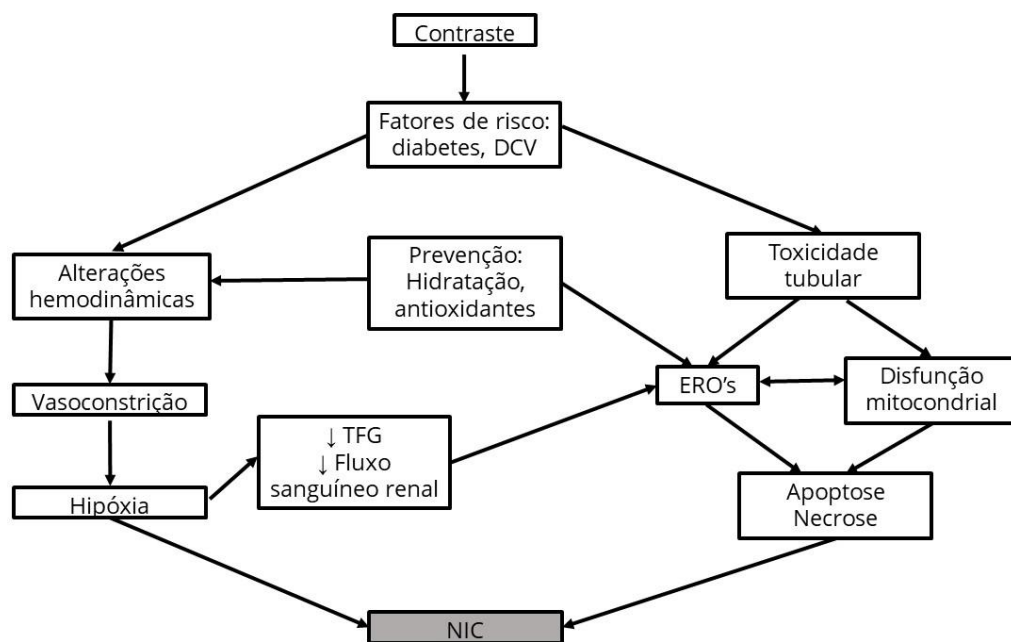 Contraste
Fatores de risco:
diabetes, DCV
Alterações
hemodinâmicas
Prevenção:
Hidratação,
antioxidantes
Toxicidade
tubular
Vasoconstrição
ERO’s
Disfunção
mitocondrial
↓ TFG
↓ Fluxo
sanguíneo renal
Hipóxia
Apoptose
Necrose
NIC